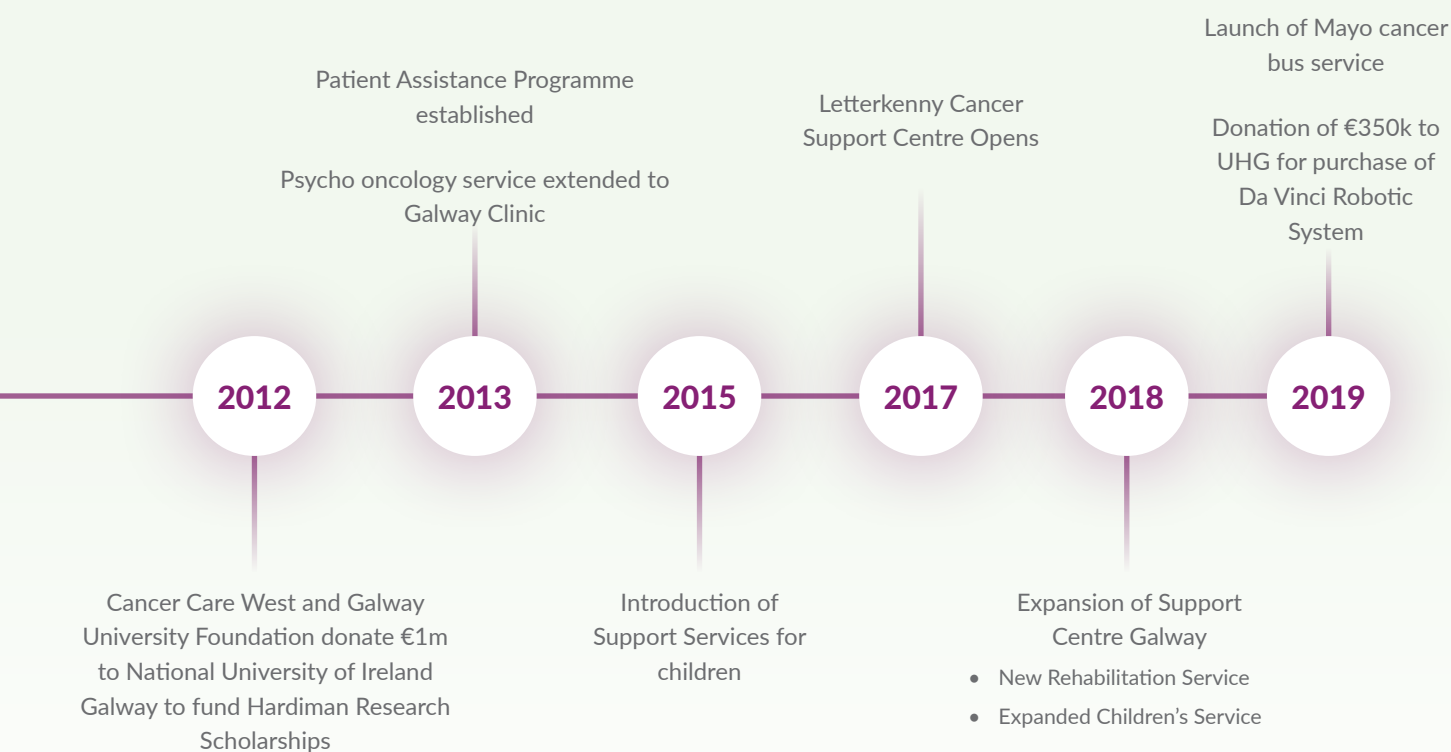 Launch of Mayo cancer
bus service
Patient Assistance Programme
established
Letterkenny Cancer
Support Centre Opens
Donation of €350k to
UHG for purchase of
Da Vinci Robotic
System
Psycho oncology service extended to
Galway Clinic
2012
2013
2015
2017
2018
2019
Cancer Care West and Galway
University Foundation donate €1m
to National University of Ireland
Galway to fund Hardiman Research
Scholarships
Introduction of
Support Services for
children
Expansion of Support
Centre Galway
• New Rehabilitation Service
• Expanded Children’s Service